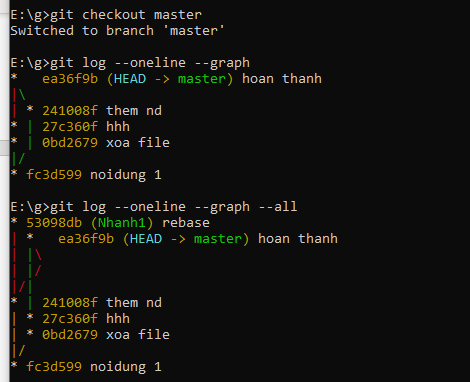 E:\g>git checkout master
Switched to branch 'master'

E:\g>git log --oneline --graph
*   ea36f9b (HEAD -> master) hoan thanh
|\
| * 241008f them nd
* | 27c360f hhh
* | 0bd2679 xoa file
|/
* fc3d599 noidung 1

E:\g>git log --oneline --graph --all
* 53098db (Nhanh1) rebase
| *   ea36f9b (HEAD -> master) hoan thanh
| |\
| |/
|/|
* | 241008f them nd
| * 27c360f hhh
| * 0bd2679 xoa file
|/
* fc3d599 noidung 1